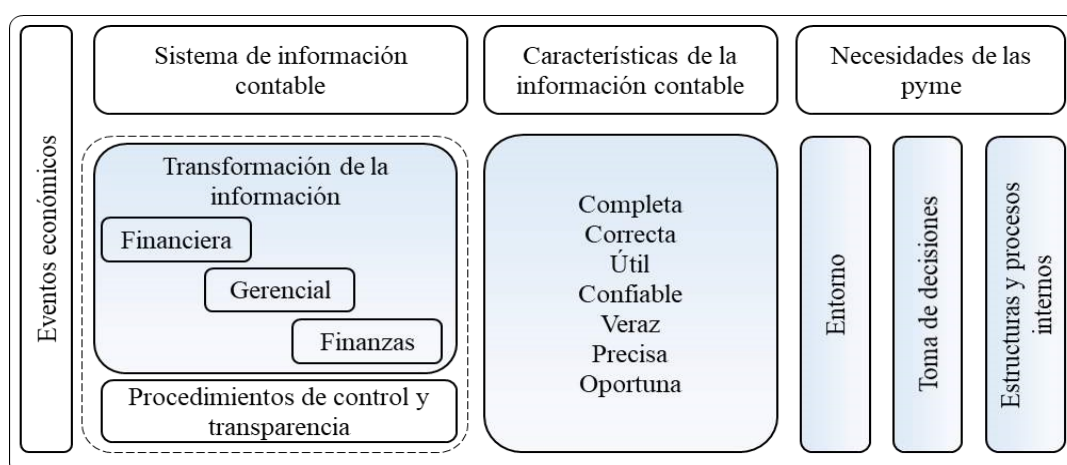 Eventos económicos
Sistema de información
contable
Transformación de la
información
Financiera
Gerencial
Finanzas
Procedimientos de control y
transparencia
Características de la
información contable
Completa
Correcta
Útil
Confiable
Veraz
Precisa
Oportuna
Necesidades de las
pyme
Entorno
Toma de decisiones
Estructuras y procesos
internos